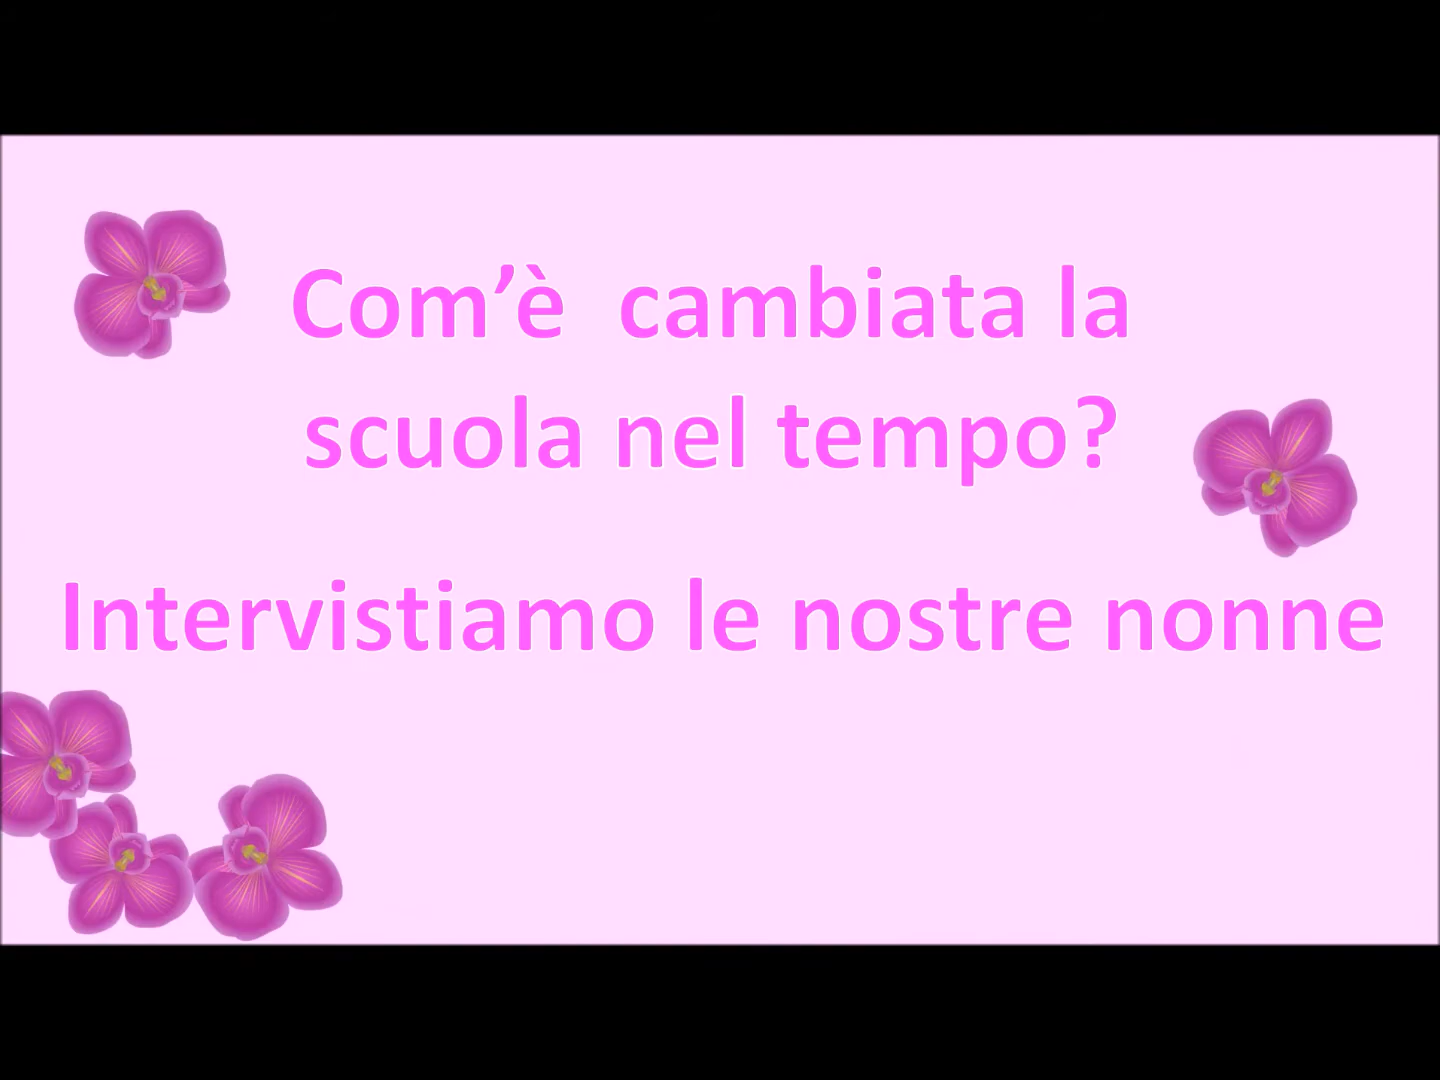 Com’è  cambiata la
scuola nel tempo?
Intervistiamo le nostre nonne